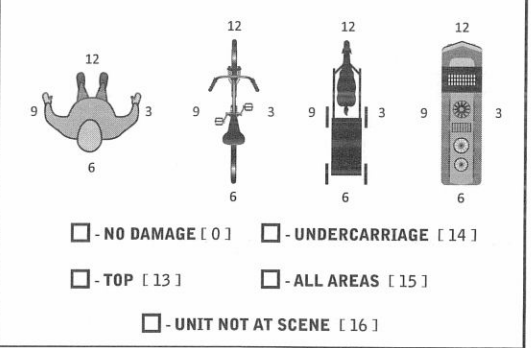 12 12 12 12
9 3 9 3 9 3 9 3
6 6 6 6
- NO DAMAGE [ 0 ] - UNDERCARRIAGE [ 14 ]
- TOP [ 13 ] - ALL AREAS [ 15 ]
- UNIT NOT AT SCENE [ 16 ]